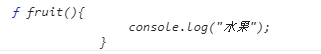 f fruit(){
console.log("水果");
}